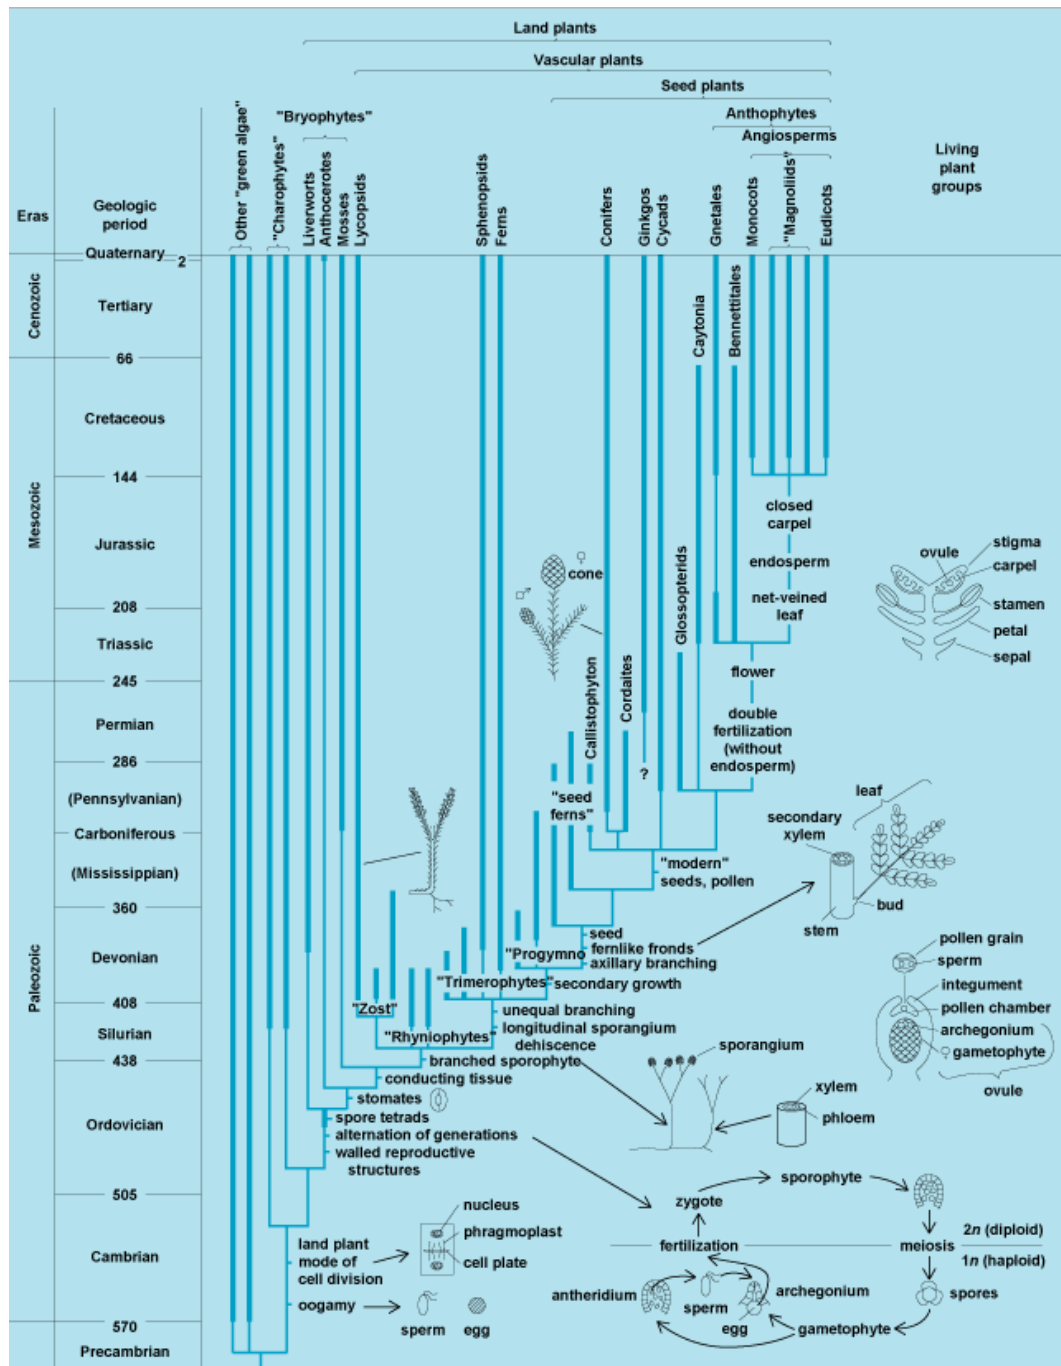 Land plants
Vascular plants
Seed plants
Anthophytes
Angiosperms
"Bryophytes"
Living
plant
groups
Eras
Geologic
period
Other "green algae"
"Charophytes"
Liverworts
Anthocerotes
Mosses
Lycopsids
Sphenopsids
Ferns
Conifers
Ginkgos
Cycads
Gnetales
Monocots
"Magnoliids"
Eudicots
Quaternary
2
Cenozoic
Tertiary
Caytonia
Bennettitales
66
Cretaceous
144
Mesozoic
Jurassic
closed
carpel
endosperm
net-veined
leaf
ovule
stigma
carpel
stamen
petal
sepal
♀
cone
♂
208
Triassic
Glossopterids
flower
245
Permian
Callistophyton
Cordaites
double
fertilization
(without
endosperm)
286
?
(Pennsylvanian)
"seed
ferns"
leaf
secondary
xylem
Carboniferous
(Mississippian)
"modern"
seeds, pollen
bud
stem
360
Paleozoic
Devonian
seed
fernlike fronds
"Progymno
axillary branching
"Trimerophytes"
secondary growth
pollen grain
sperm
integument
pollen chamber
archegonium
♀ gametophyte
ovule
408
"Zost"
unequal branching
Silurian
"Rhyniophytes"
longitudinal sporangium
dehiscence
438
branched sporophyte
sporangium
conducting tissue
stomates
xylem
phloem
Ordovician
spore tetrads
alternation of generations
walled reproductive
structures
505
zygote
sporophyte
nucleus
phragmoplast
cell plate
Cambrian
land plant
mode of
cell division
fertilization
meiosis
2n (diploid)
1n (haploid)
antheridium
sperm
archegonium
egg
spores
gametophyte
oogamy
sperm
egg
570
Precambrian